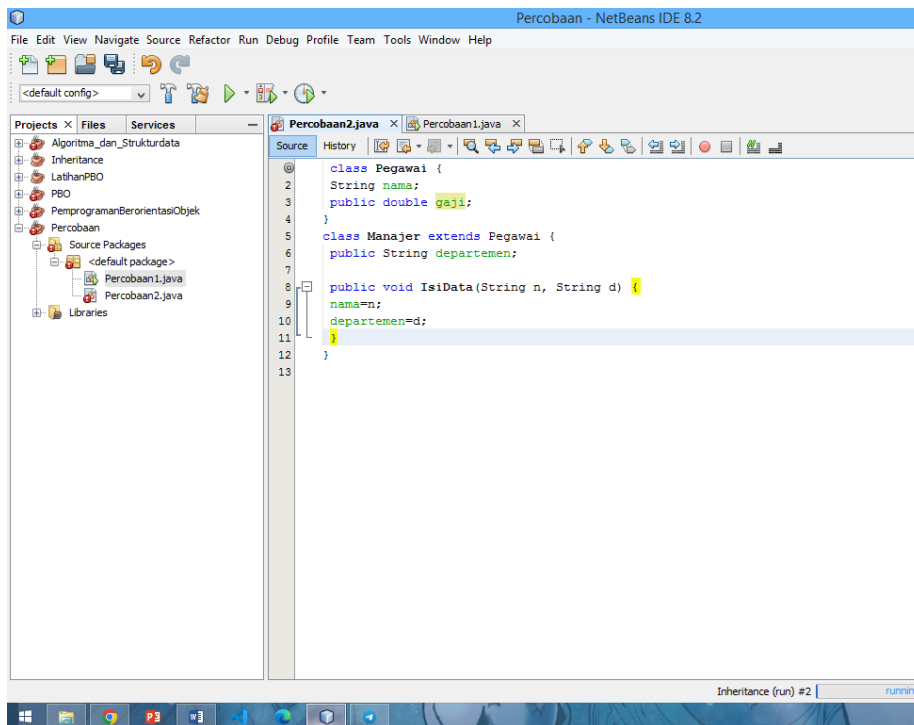 Percobaan - NetBeans IDE 8.2
File Edit View Navigate Source Refactor Run Debug Profile Team Tools Window Help
<default config>
Projects Files Services
Percobaan2.java Percobaan1.java
Source History
Algoritma_dan_Strukturdata
Inheritance
LatihanPBO
PBO
PemprogramanBerorientasiObjek
Percobaan
Source Packages
<default package>
Percobaan1.java
Percobaan2.java
Libraries
class Pegawai {
2 String nama;
3 public double gaji;
4 }
5 class Manajer extends Pegawai {
6 public String departemen;
7
8 public void IsiData(String n, String d) {
9 nama=n;
10 departemen=d;
11 }
12 }
13
Inheritance (run) #2 runnin